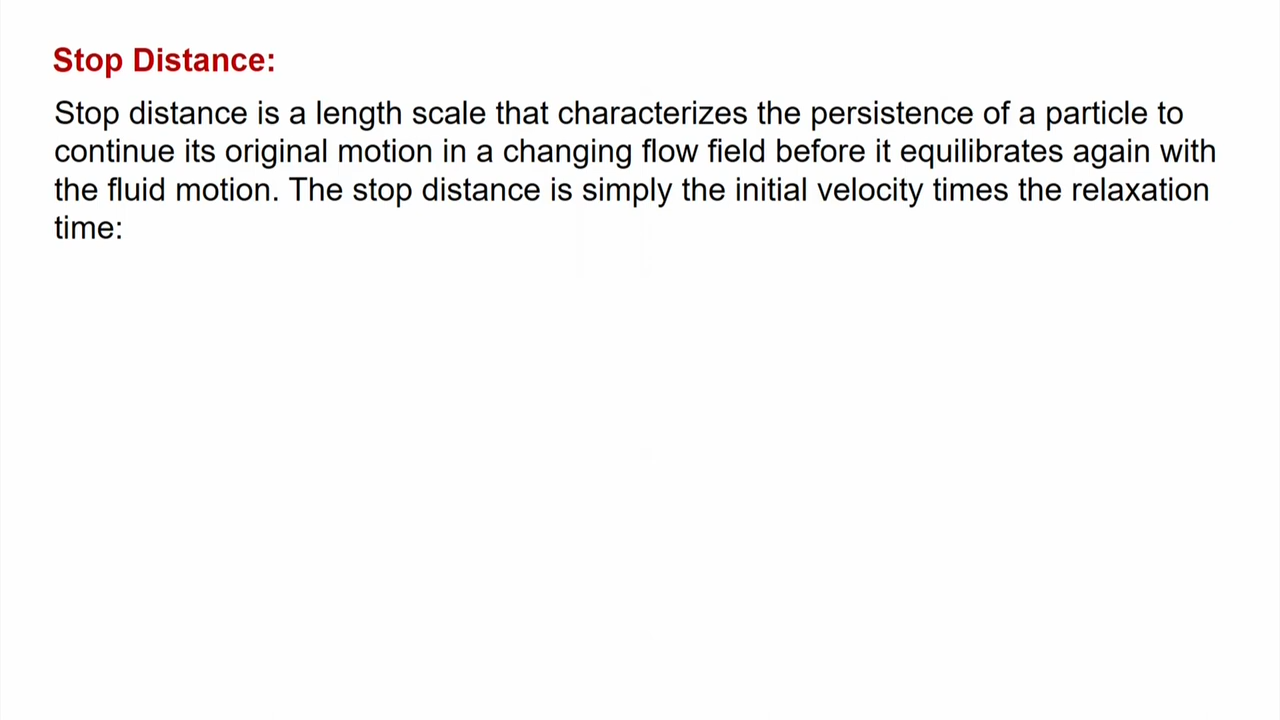 Stop Distance:
Stop distance is a length scale that characterizes the persistence of a particle to
continue its original motion in a changing flow field before it equilibrates again with
the fluid motion. The stop distance is simply the initial velocity times the relaxation
time: